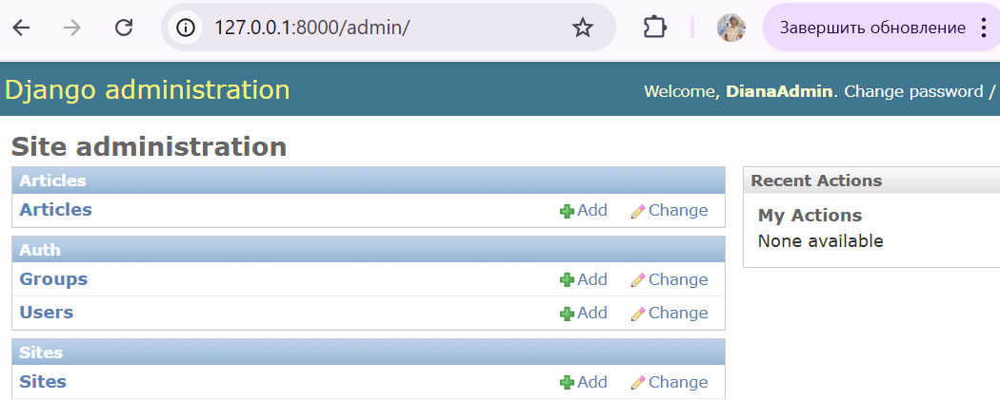 127.0.0.1:8000/admin/
Завершить обновление
Django administration
Welcome, DianaAdmin. Change password /
Site administration
Articles
Articles Add Change
Auth
Groups Add Change
Users Add Change
Sites
Sites Add Change
Recent Actions
My Actions
None available